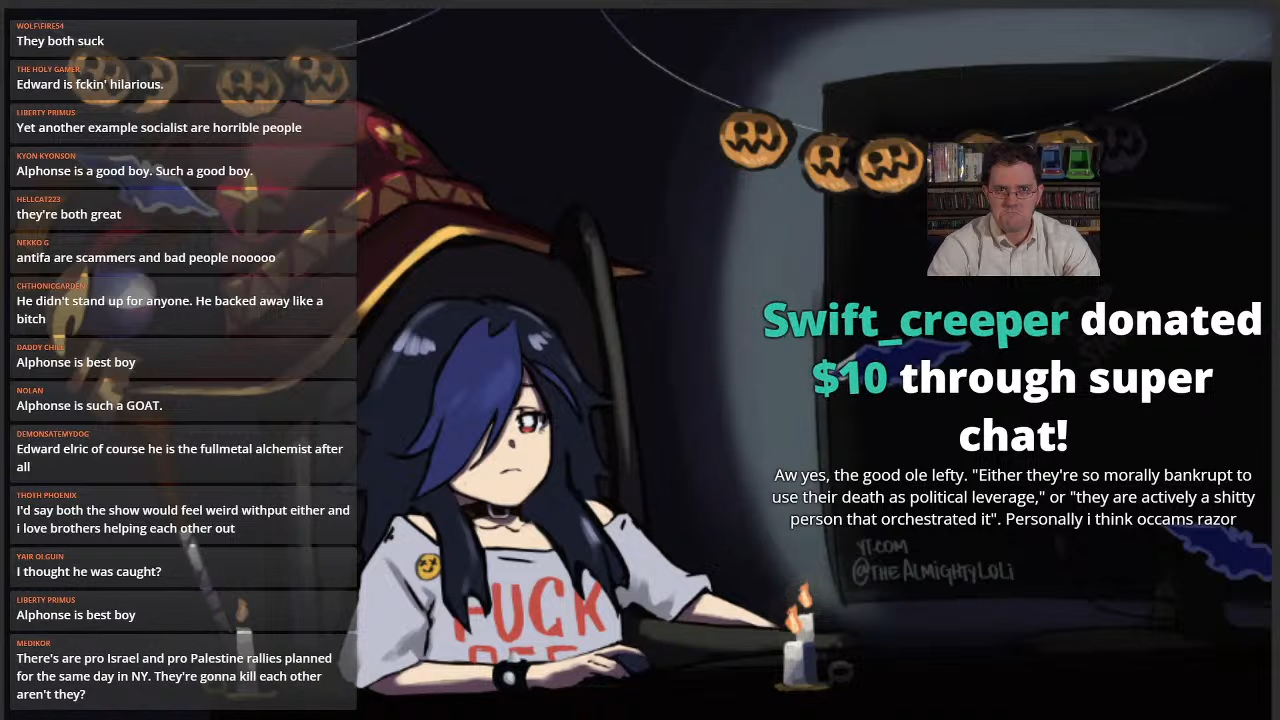 WOLF\FIRE54
They both suck
THE HOLY GAMER
Edward is fckin' hilarious.
LIBERTY PRIMUS
Yet another example socialist are horrible people
KYON KYONSON
Alphonse is a good boy. Such a good boy.
HELLCAT223
they're both great
NEKKO G
antifa are scammers and bad people nooooo
CHTHONICGARDEN
He didn't stand up for anyone. He backed away like a
bitch
DADDY CHILL
Alphonse is best boy
NOLAN
Alphonse is such a GOAT.
DEMONSATEMYDOG
Edward elric of course he is the fullmetal alchemist after
all
THOTH PHOENIX
I'd say both the show would feel weird withput either and
i love brothers helping each other out
YAIR OLGUIN
I thought he was caught?
LIBERTY PRIMUS
Alphonse is best boy
MEDIKOR
There's are pro Israel and pro Palestine rallies planned
for the same day in NY. They're gonna kill each other
aren't they?
FUCK
Swift_creeper donated
$10 through super
chat!
Aw yes, the good ole lefty. "Either they're so morally bankrupt to
use their death as political leverage," or "they are actively a shitty
person that orchestrated it". Personally i think occams razor
YT.COM
@THEALMIGHTYLOLI